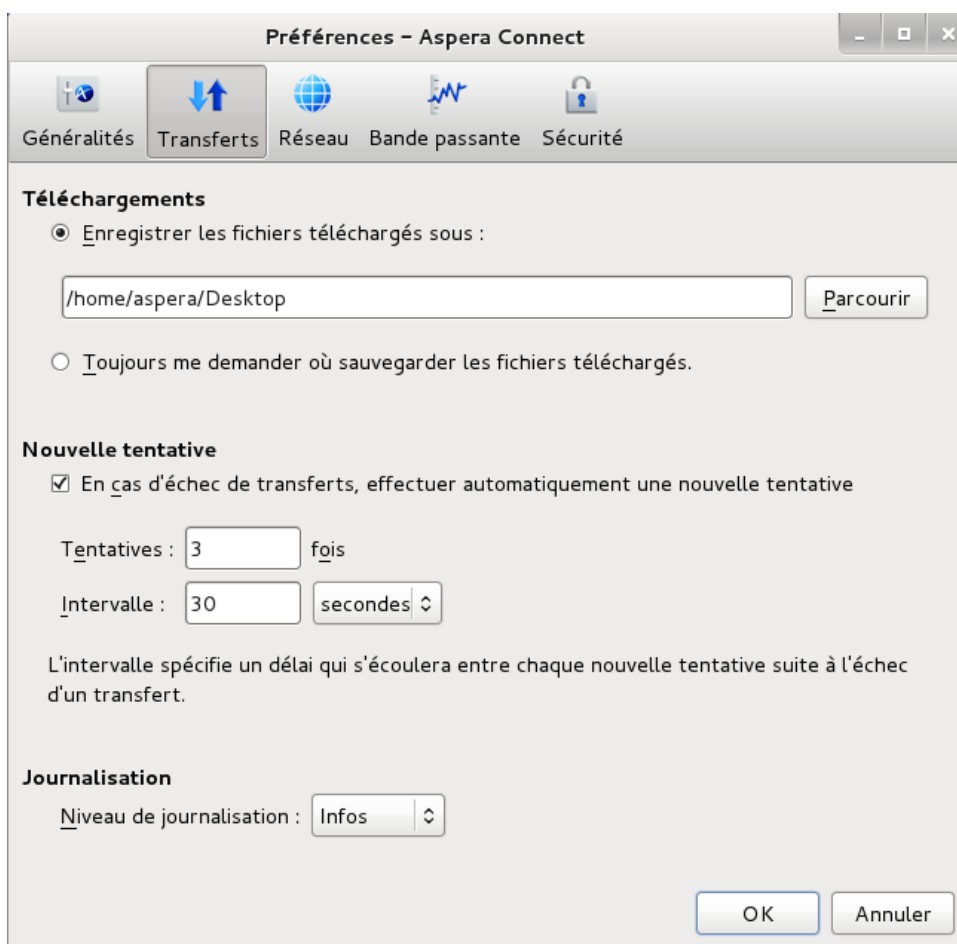 Préférences – Aspera Connect
Généralités Transferts Réseau Bande passante Sécurité
Téléchargements
Enregistrer les fichiers téléchargés sous :
/home/aspera/Desktop Parcourir
Toujours me demander où sauvegarder les fichiers téléchargés.
Nouvelle tentative
En cas d'échec de transferts, effectuer automatiquement une nouvelle tentative
Tentatives : 3 fois
Intervalle : 30 secondes
L'intervalle spécifie un délai qui s'écoulera entre chaque nouvelle tentative suite à l'échec
d'un transfert.
Journalisation
Niveau de journalisation : Infos
OK Annuler